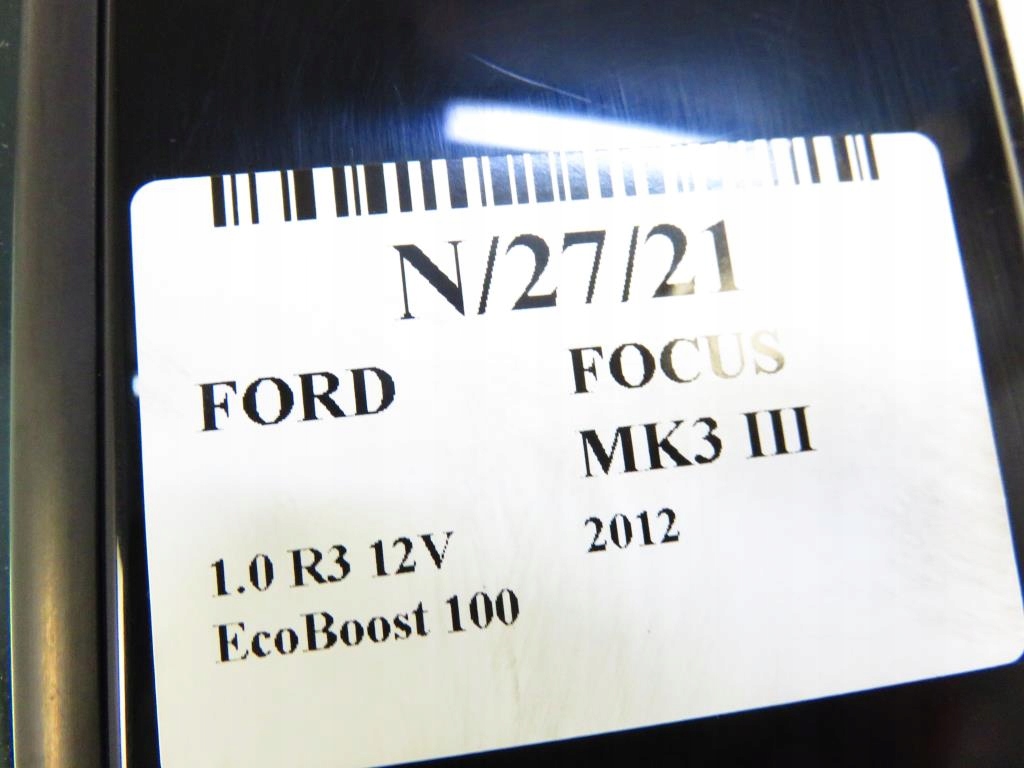 N/27/21
FORD FOCUS
MK3 III
1.0 R3 12V 2012
EcoBoost 100